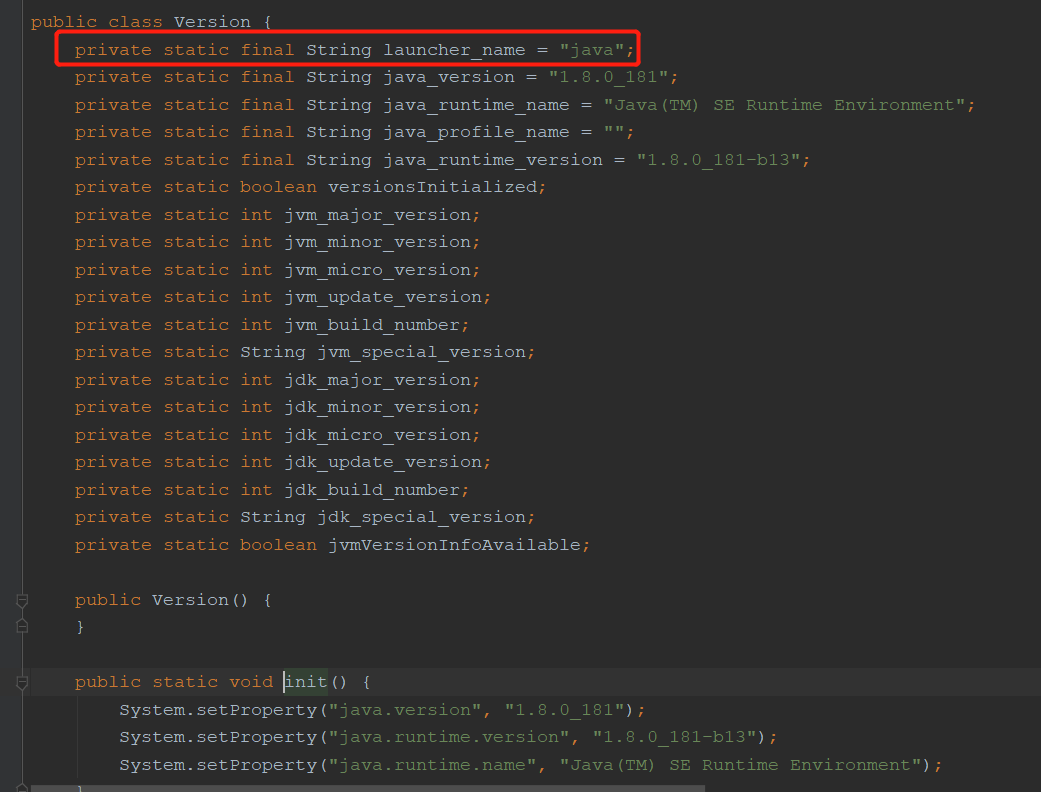 public class Version {
    private static final String launcher_name = "java";
    private static final String java_version = "1.8.0_181";
    private static final String java_runtime_name = "Java(TM) SE Runtime Environment";
    private static final String java_profile_name = "";
    private static final String java_runtime_version = "1.8.0_181-b13";
    private static boolean versionsInitialized;
    private static int jvm_major_version;
    private static int jvm_minor_version;
    private static int jvm_micro_version;
    private static int jvm_update_version;
    private static int jvm_build_number;
    private static String jvm_special_version;
    private static int jdk_major_version;
    private static int jdk_minor_version;
    private static int jdk_micro_version;
    private static int jdk_update_version;
    private static int jdk_build_number;
    private static String jdk_special_version;
    private static boolean jvmVersionInfoAvailable;

    public Version() {
    }

    public static void init() {
        System.setProperty("java.version", "1.8.0_181");
        System.setProperty("java.runtime.version", "1.8.0_181-b13");
        System.setProperty("java.runtime.name", "Java(TM) SE Runtime Environment");
    }